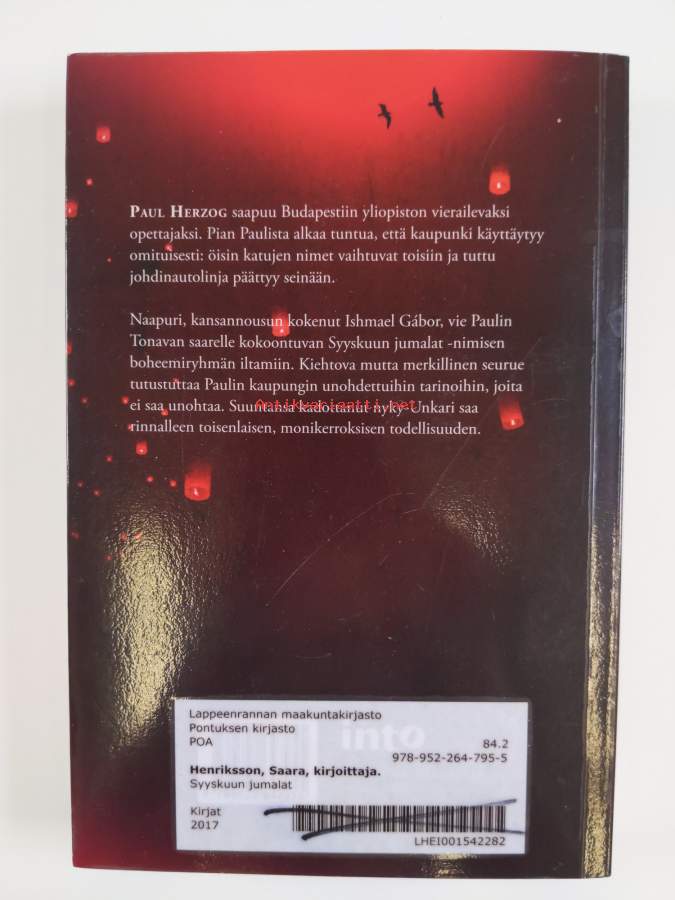 PAUL HERZOG saapuu Budapestiin yliopiston vierailevaksi
opettajaksi. Pian Paulista alkaa tuntua, että kaupunki käyttäytyy
omituisesti: öisin katujen nimet vaihtuvat toisiin ja tuttu
johdinautolinja päättyy seinään.
Naapuri, kansannousun kokenut Ishmael Gábor, vie Paulin
Tonavan saarelle kokoontuvan Syyskuun jumalat -nimisen
boheemiryhmän iltamiin. Kiehtova mutta merkillinen seurue
tutustuttaa Paulin kaupungin unohdettuihin tarinoihin, joita
ei saa unohtaa. Suuntansa kadottanut nyky-Unkari saa
Antikvariaatti.net
rinnalleen toisenlaisen, monikerroksisen todellisuuden.
Lappeenrannan maakuntakirjasto
Pontuksen kirjasto
POA 84.2
into
978-952-264-795-5
Henriksson, Saara, kirjoittaja.
Syyskuun jumalat
Kirjat
2017
LHEI001542282